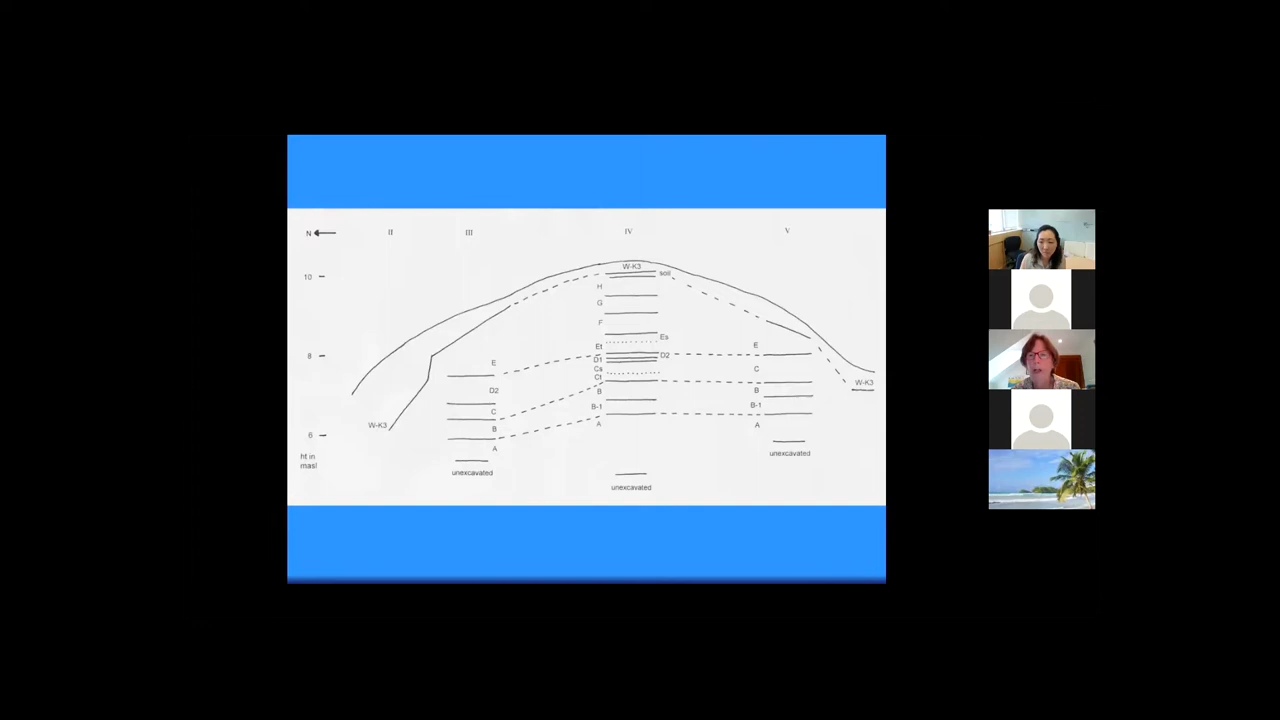 N II III IV V
W-K3
10 soil
H
G
F
Es
Et E
8 D2
E D1
Cs C
Ct
D2 B B
W-K3
C B-1 B-1
W-K3 B A A
6
A
ht in
masl
unexcavated unexcavated
unexcavated